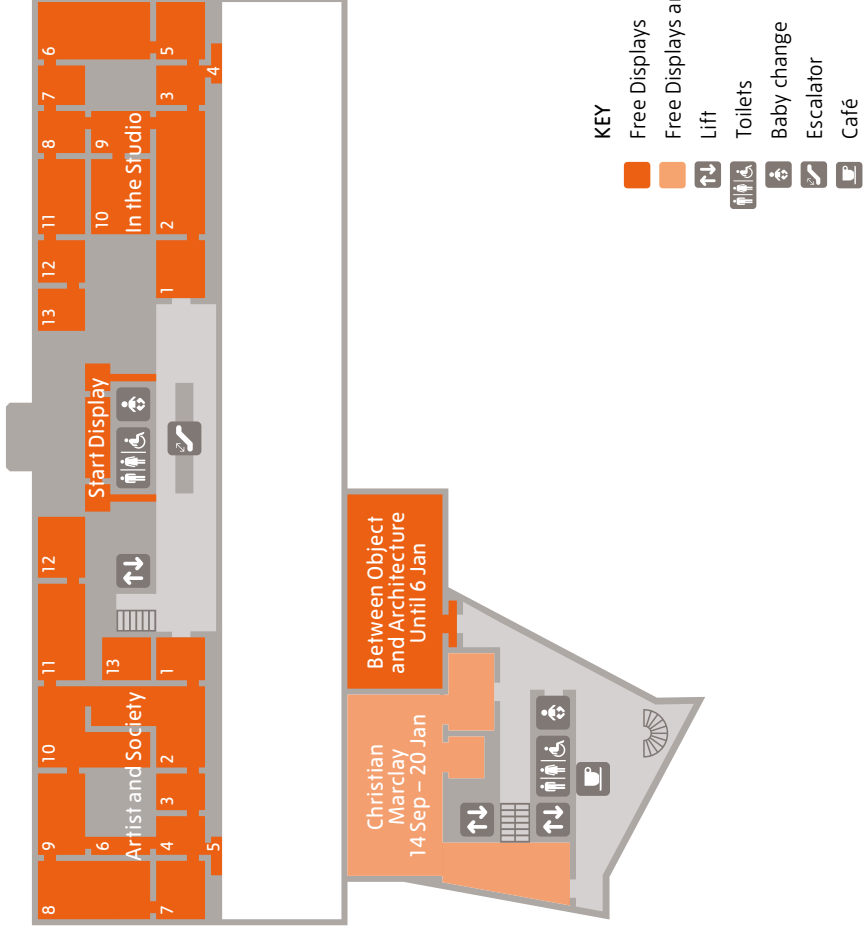 8
9
10
11
12
13
12
11
8
7
6
6
13
Start Display
10
9
Artist and Society
In the Studio
7
4
3
2
1
1
2
3
5
5
4
Christian
Marclay
14 Sep – 20 Jan
Between Object
and Architecture
Until 6 Jan
KEY
Free Displays
Free Displays
Lift
Toilets
Baby change
Escalator
Café